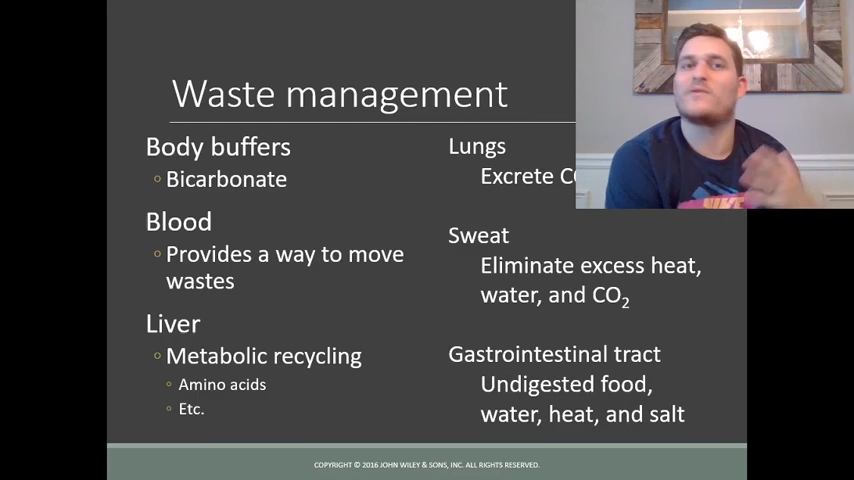 Waste management
Body buffers
◦ Bicarbonate
Blood
◦ Provides a way to move
wastes
Liver
◦ Metabolic recycling
◦ Amino acids
◦ Etc.
Lungs
Excrete
Sweat
Eliminate excess heat,
water, and CO₂
Gastrointestinal tract
Undigested food,
water, heat, and salt
COPYRIGHT © 2016 JOHN WILEY & SONS, INC. ALL RIGHTS RESERVED.
NIKE